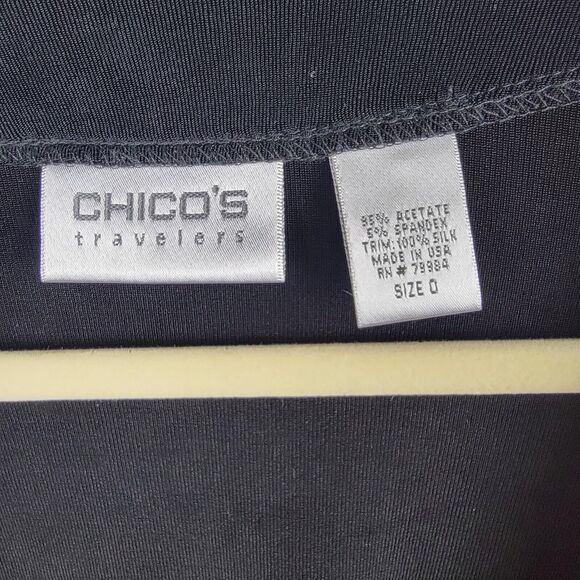 CHICO'S
travelers
95% ACETATE
5% SPANDEX
TRIM: 100% SILK
MADE IN USA
RN # 79984
SIZE 0